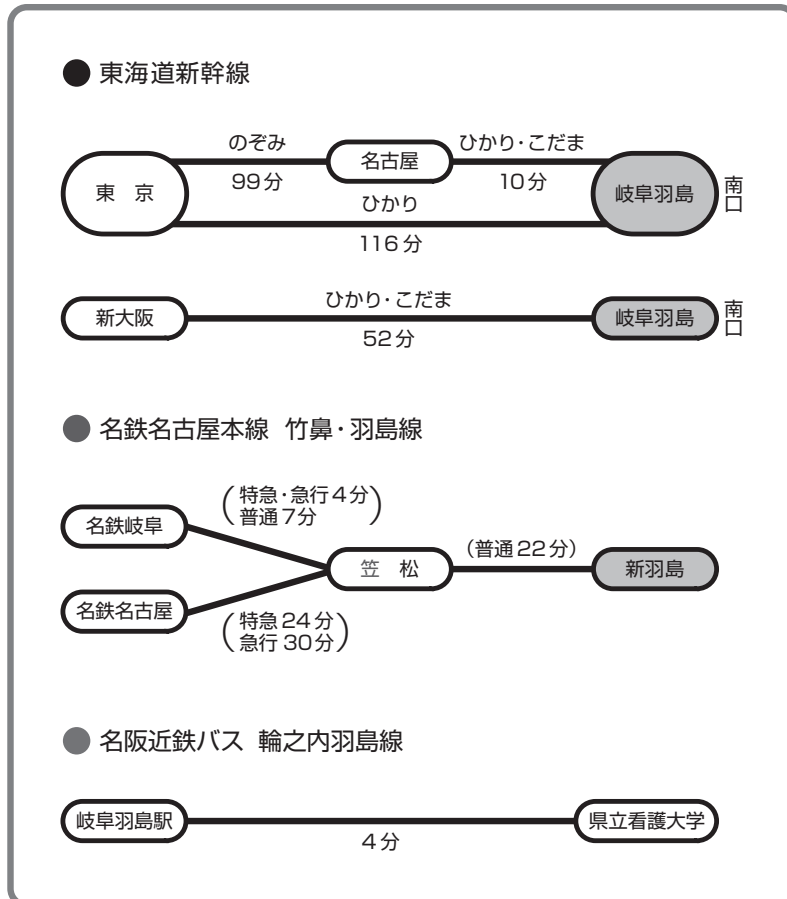 ● 東海道新幹線
のぞみ
ひかり・こだま
東 京
名古屋
岐阜羽島
南口
99分
10分
ひかり
116分
ひかり・こだま
新大阪
岐阜羽島
南口
52分
● 名鉄名古屋本線 竹鼻・羽島線
(特急・急行4分
普通7分)
名鉄岐阜
(普通22分)
笠 松
新羽島
名鉄名古屋
(特急24分
急行30分)
● 名阪近鉄バス 輪之内羽島線
岐阜羽島駅
県立看護大学
4分